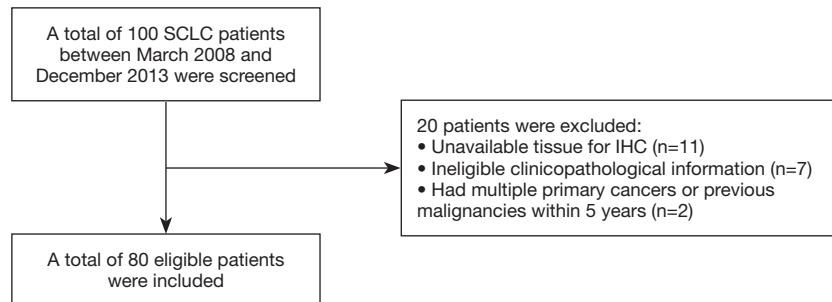 A total of 100 SCLC patients
between March 2008 and
December 2013 were screened
20 patients were excluded:
• Unavailable tissue for IHC (n=11)
• Ineligible clinicopathological information (n=7)
• Had multiple primary cancers or previous
malignancies within 5 years (n=2)
A total of 80 eligible patients
were included